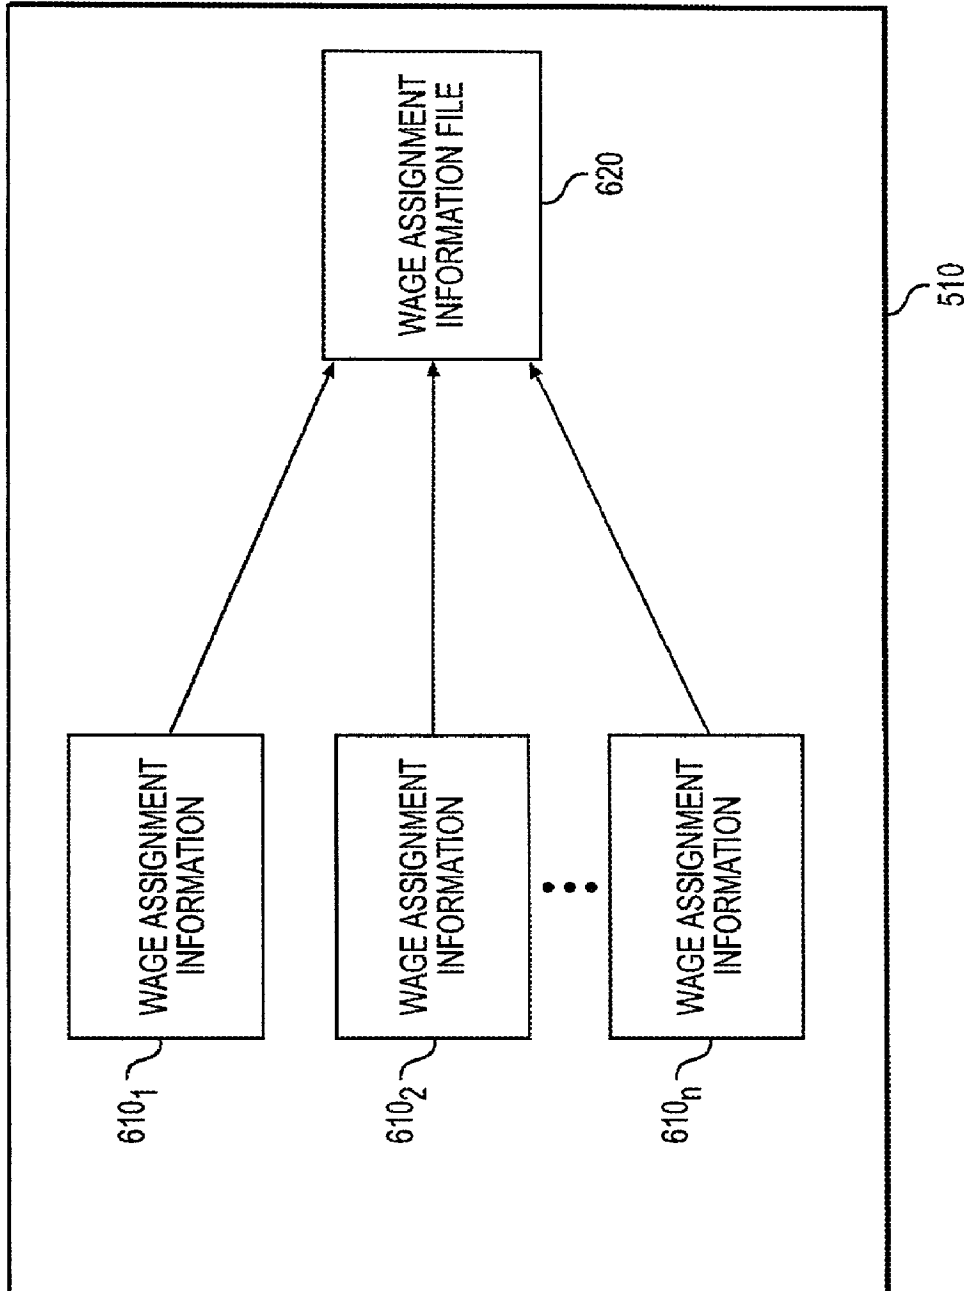 610₁
WAGE ASSIGNMENT
INFORMATION
610₂
WAGE ASSIGNMENT
INFORMATION
610ₙ
WAGE ASSIGNMENT
INFORMATION
WAGE ASSIGNMENT
INFORMATION FILE
620
510